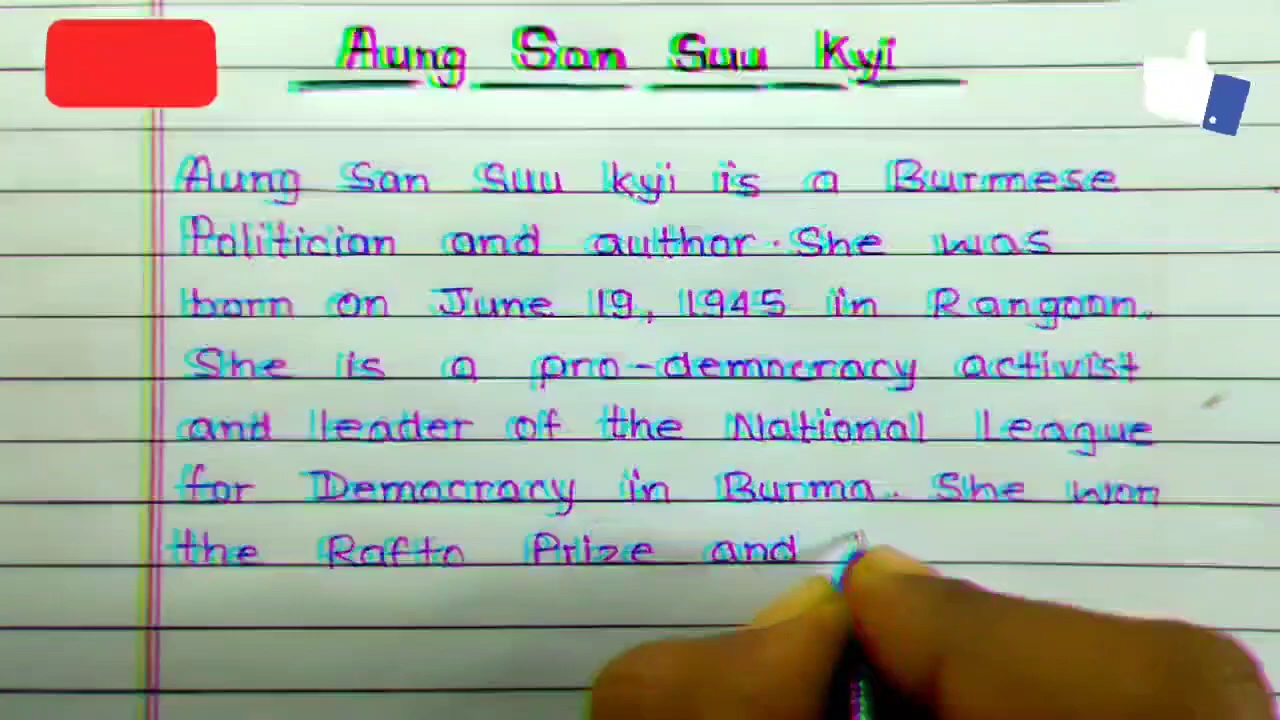 Aung San Suu Kyi
Aung San Suu Kyi is a Burmese
Politician and author. She was
born on June 19, 1945 in Rangoon.
She is a pro-democracy activist
and leader of the National League
for Democracy in Burma. She won
the Rafto Prize and